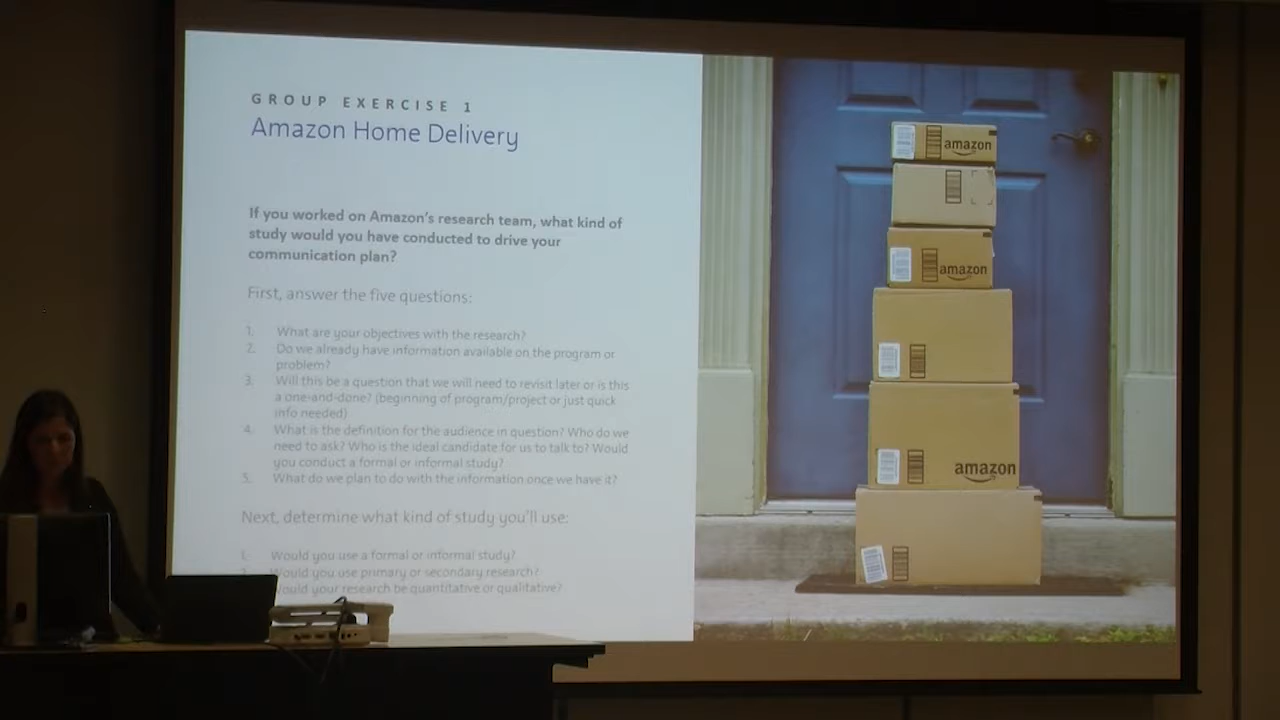 GROUP EXERCISE 1
Amazon Home Delivery
If you worked on Amazon's research team, what kind of
study would you have conducted to drive your
communication plan?
First, answer the five questions:
1. What are your objectives with the research?
2. Do we already have information available on the program or
problem?
3. Will this be a question that we will need to revisit later or is this
a one-and-done? (beginning of program/project or just quick
info needed)
4. What is the definition for the audience in question? Who do we
need to ask? Who is the ideal candidate for us to talk to? Would
you conduct a formal or informal study?
5. What do we plan to do with the information once we have it?
Next, determine what kind of study you'll use:
1. Would you use a formal or informal study?
2. Would you use primary or secondary research?
Would your research be quantitative or qualitative?
amazon
amazon
amazon